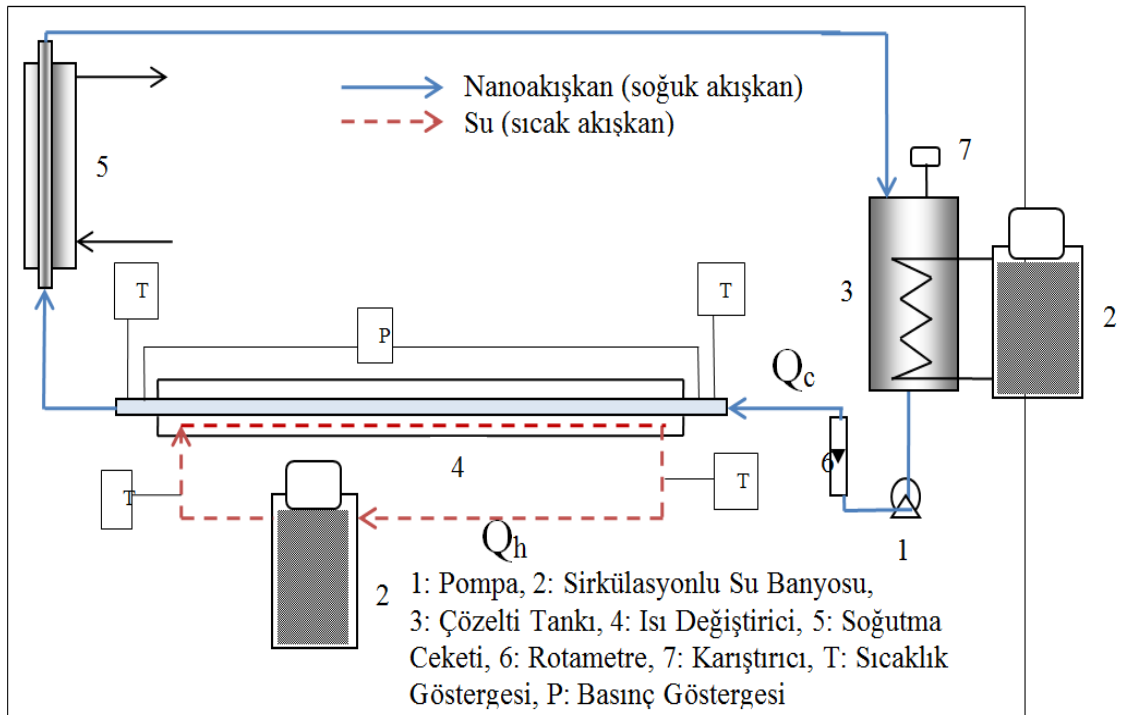 Nanoakışkan (soğuk akışkan)
Su (sıcak akışkan)
5
7
T
T
3
2
P
Qc
6
4
T
T
1
Qh
2
1: Pompa, 2: Sirkülasyonlu Su Banyosu,
3: Çözelti Tankı, 4: Isı Değiştirici, 5: Soğutma
Ceketi, 6: Rotametre, 7: Karıştırıcı, T: Sıcaklık
Göstergesi, P: Basınç Göstergesi